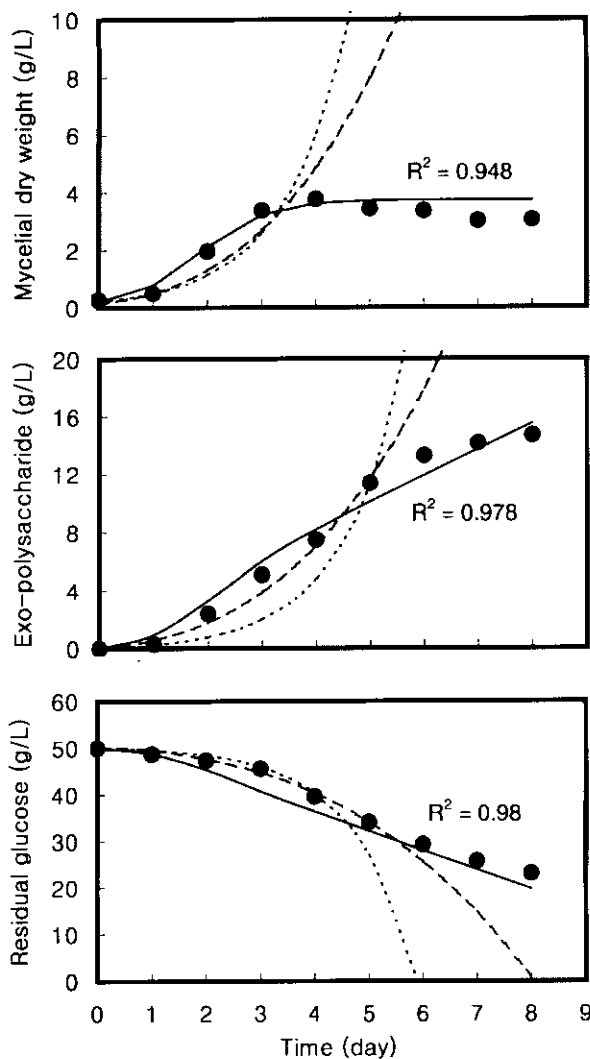 Mycelial dry weight (g/L)
10
8
6
4
2
0
R² = 0.948
Exo-polysaccharide (g/L)
20
16
12
8
4
0
R² = 0.978
Residual glucose (g/L)
60
50
40
30
20
10
0
R² = 0.98
0 1 2 3 4 5 6 7 8 9
Time (day)